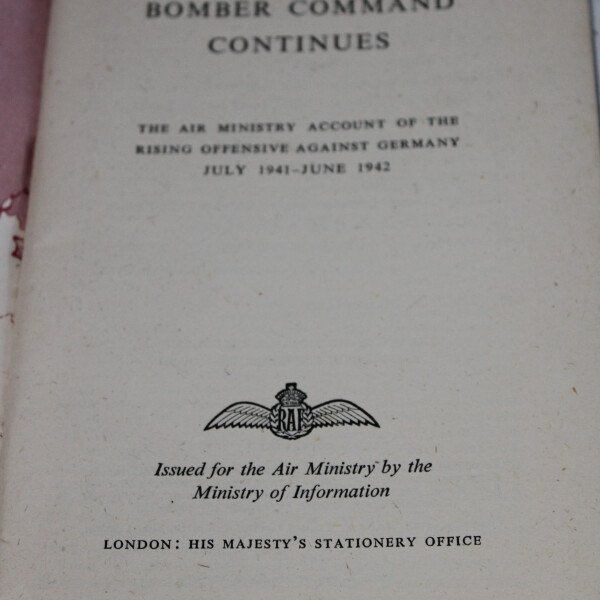 BOMBER COMMAND
CONTINUES
THE AIR MINISTRY ACCOUNT OF THE
RISING OFFENSIVE AGAINST GERMANY
JULY 1941–JUNE 1942
RAF
Issued for the Air Ministry by the
Ministry of Information
LONDON: HIS MAJESTY'S STATIONERY OFFICE